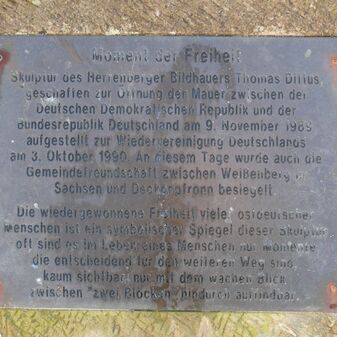 Moment der Freiheit
Skulptur des Herrenberger Bildhauers Thomas Dittus
geschaffen zur Öffnung der Mauer zwischen der
Deutschen Demokratischen Republik und der
Bundesrepublik Deutschland am 9. November 1989
aufgestellt zur Wiedervereinigung Deutschlands
am 3. Oktober 1990. An diesem Tage wurde auch die
Gemeindefreundschaft zwischen Weißenberg in
Sachsen und Deckenpfronn besiegelt.
Die wiedergewonnene Freiheit vieler ostdeutscher
Menschen ist ein symbolischer Spiegel dieser Skulptur,
oft sind es im Leben eines Menschen nur Momente,
die entscheidend für den weiteren Weg sind,
kaum sichtbar, nur mit dem wachen Blick
zwischen "zwei Blöcken" hindurch auffindbar.